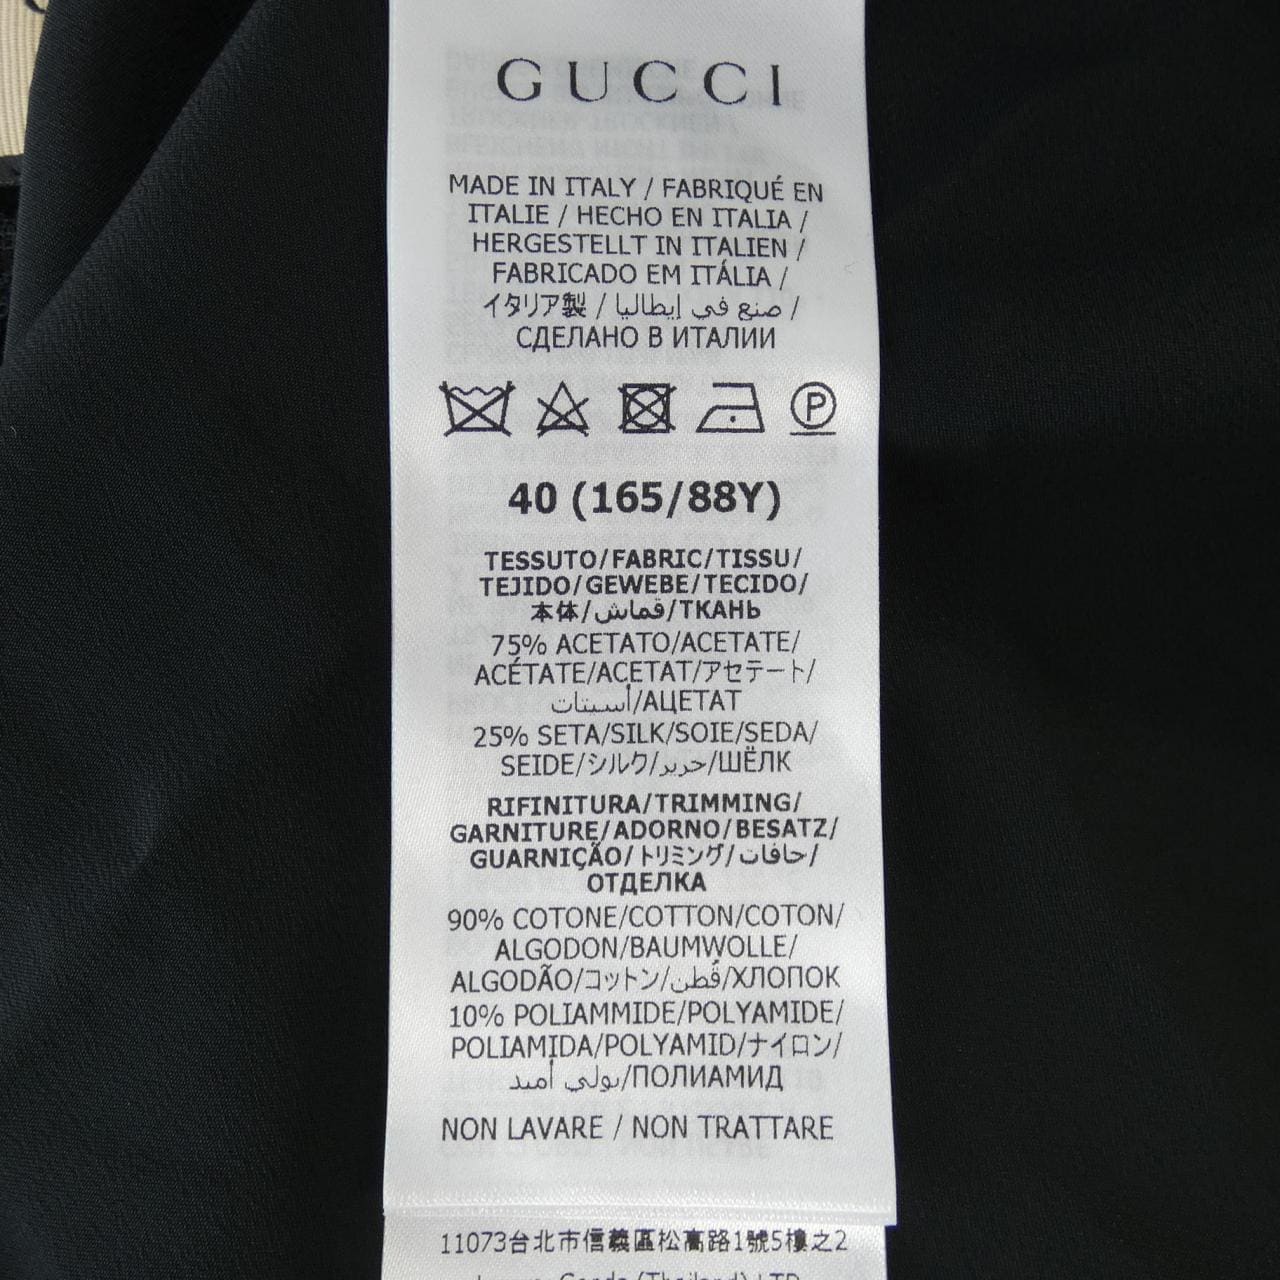 GUCCI
MADE IN ITALY / FABRIQUÉ EN
ITALIE / HECHO EN ITALIA /
HERGESTELLT IN ITALIEN /
FABRICADO EM ITÁLIA /
イタリア製 / صنع في إيطاليا /
СДЕЛАНО В ИТАЛИИ
P
40 (165/88Y)
TESSUTO/FABRIC/TISSU/
TEJIDO/GEWEBE/TECIDO/
本体/قماش/ТКАНЬ
75% ACETATO/ACETATE/
ACÉTATE/ACETAT/アセテート/
أسيتات/АЦЕТАТ
25% SETA/SILK/SOIE/SEDA/
SEIDE/シルク/حرير/ШЁЛК
RIFINITURA/TRIMMING/
GARNITURE/ADORNO/BESATZ/
GUARNIÇÃO/トリミング/حافات/
ОТДЕЛКА
90% COTONE/COTTON/COTON/
ALGODON/BAUMWOLLE/
ALGODÃO/コットン/قُطن/ХЛОПОК
10% POLIAMMIDE/POLYAMIDE/
POLIAMIDA/POLYAMID/ナイロン/
بولي أميد/ПОЛИАМИД
NON LAVARE / NON TRATTARE
11073台北市信義區松高路1號5樓之2
Goods (Thailand) LTD